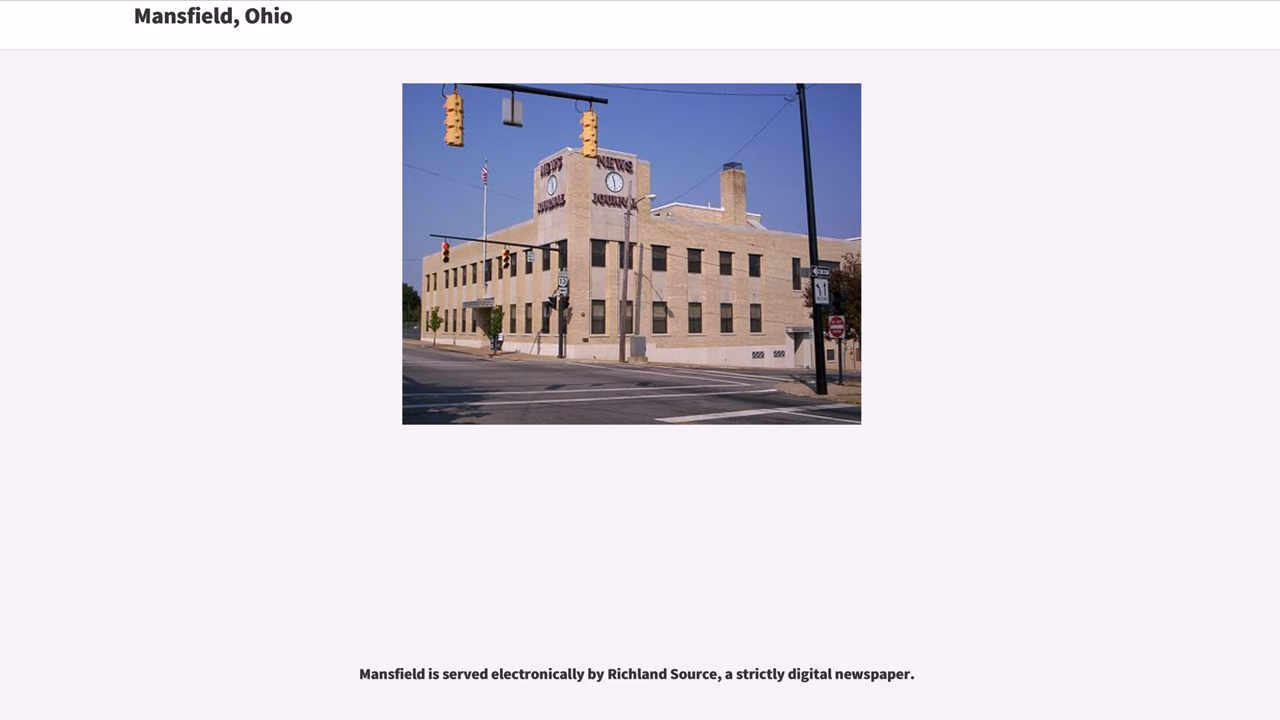 Mansfield, Ohio
NEWS
JOURNAL
NEWS
JOURNAL
Mansfield is served electronically by Richland Source, a strictly digital newspaper.